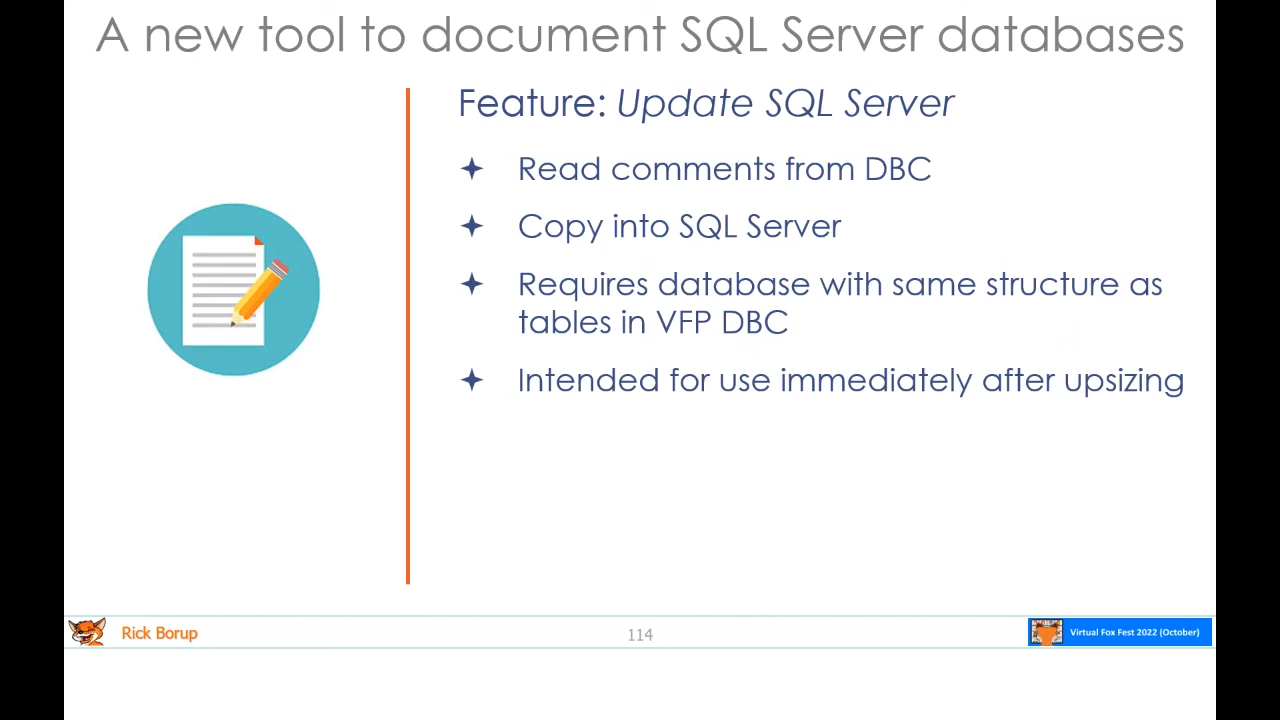 A new tool to document SQL Server databases
Feature: Update SQL Server
Read comments from DBC
Copy into SQL Server
Requires database with same structure as
tables in VFP DBC
Intended for use immediately after upsizing
Rick Borup
114
Virtual Fox Fest 2022 (October)